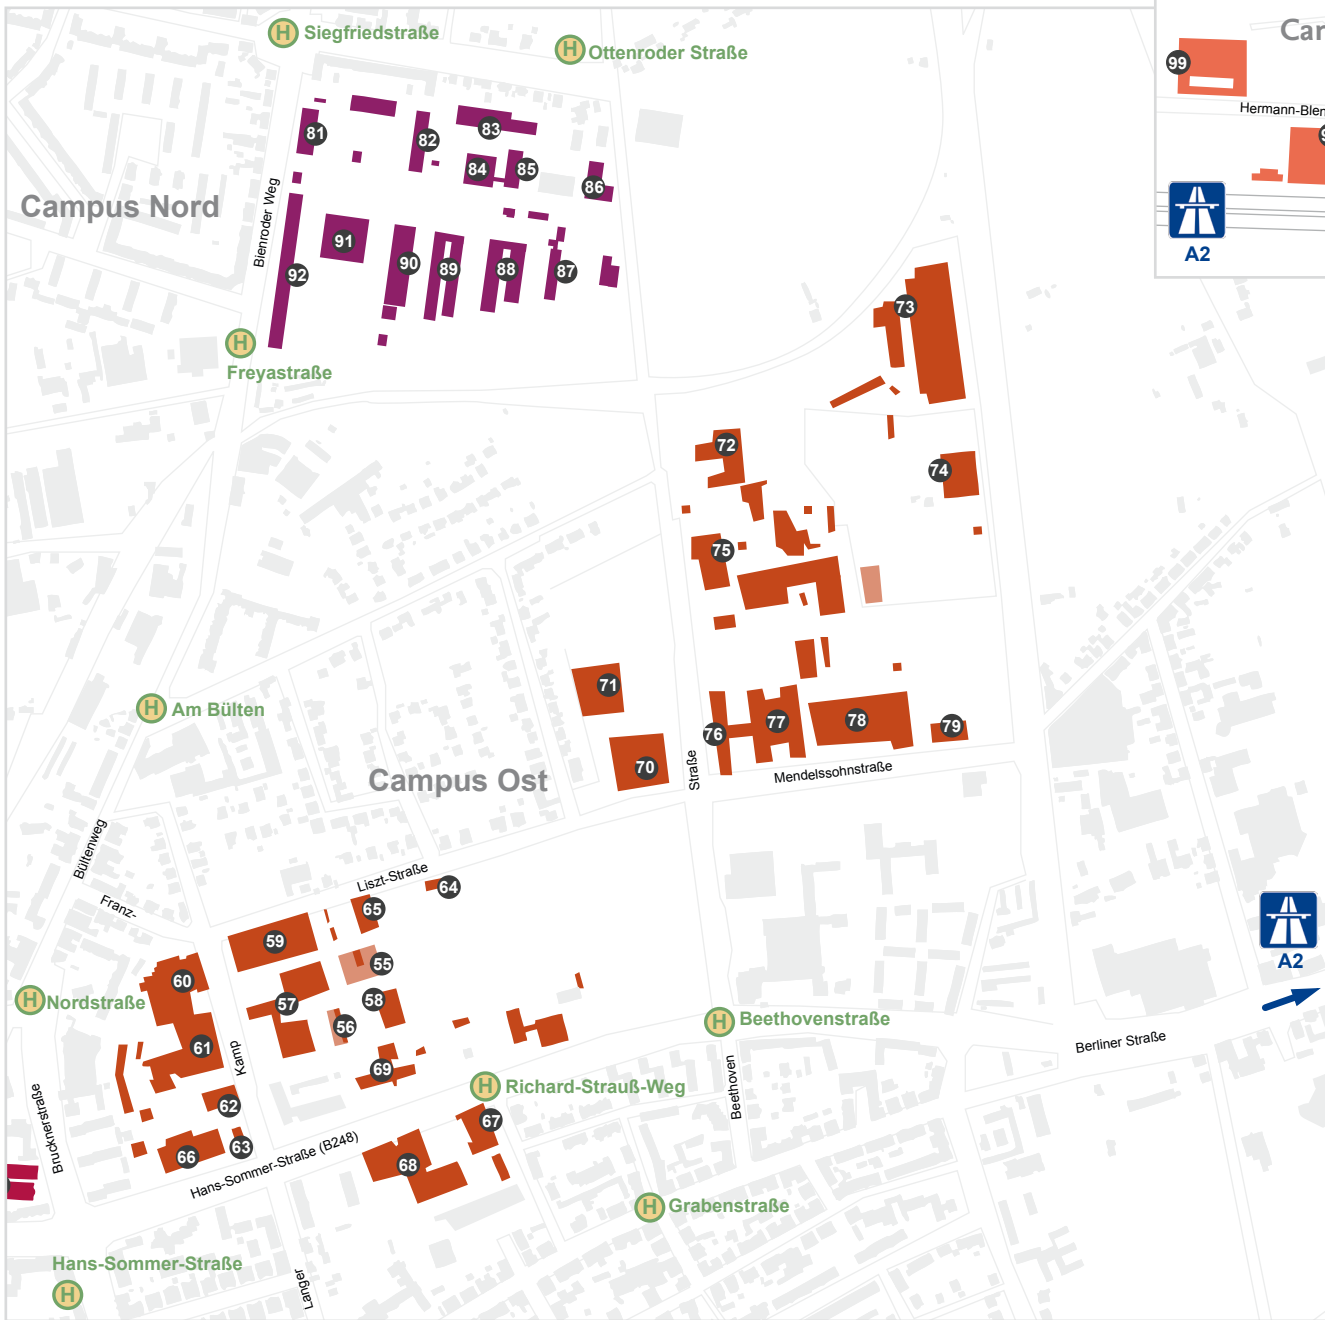 H Siegfriedstraße
H Ottenroder Straße
Car
99
Hermann-Blen
A2
81
82
83
84
85
86
Campus Nord
Bienroder Weg
91
92
90
89
88
87
H
Freyastraße
73
72
74
75
71
H Am Bülten
76
77
78
79
70
Campus Ost
Straße
Mendelssohnstraße
Bültenweg
Franz-
Liszt-Straße
64
65
59
55
60
57
58
56
H Nordstraße
61
Kamp
69
62
63
66
A2
H Beethovenstraße
Berliner Straße
Beethoven
H Richard-Strauß-Weg
67
68
Brucknerstraße
Hans-Sommer-Straße (B248)
H Grabenstraße
Hans-Sommer-Straße
H
Langer